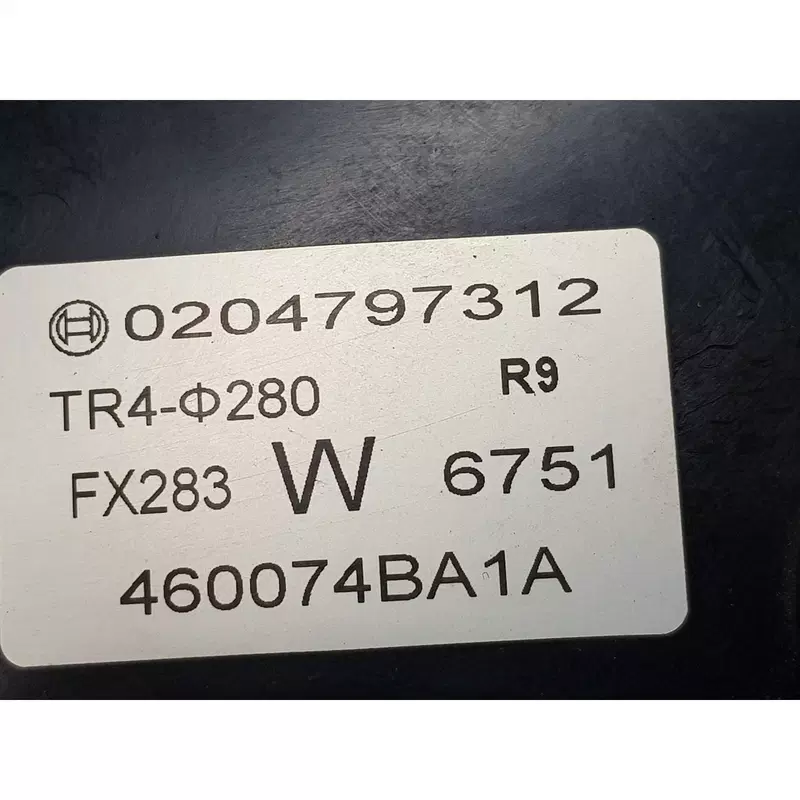 0204797312
TR4-Φ280 R9
FX283 W 6751
460074BA1A